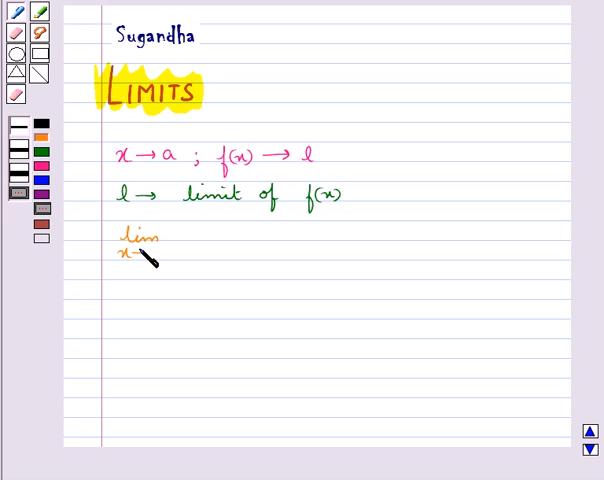 Sugandha
LIMITS
x → a ; f(x) → l
l → limit of f(x)
lim
x→